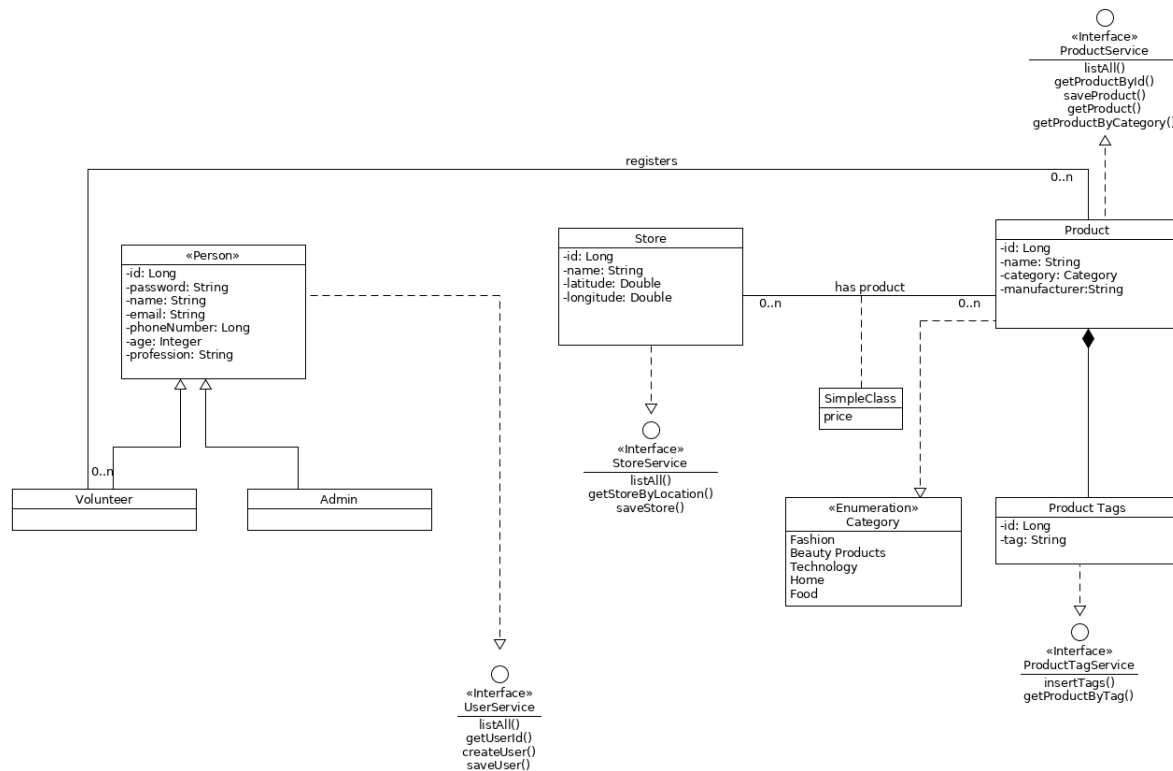 «Interface»
ProductService
listAll()
getProductById()
saveProduct()
getProduct()
getProductByCategory()
registers
0..n
Product
-id: Long
-name: String
-category: Category
-manufacturer:String
Store
-id: Long
-name: String
-latitude: Double
-longitude: Double
«Person»
-id: Long
-password: String
-name: String
-email: String
-phoneNumber: Long
-age: Integer
-profession: String
has product
0..n
0..n
SimpleClass
price
«Interface»
StoreService
listAll()
getStoreByLocation()
saveStore()
0..n
Volunteer
Admin
«Enumeration»
Category
Fashion
Beauty Products
Technology
Home
Food
Product Tags
-id: Long
-tag: String
«Interface»
ProductTagService
insertTags()
getProductByTag()
«Interface»
UserService
listAll()
getUserId()
createUser()
saveUser()